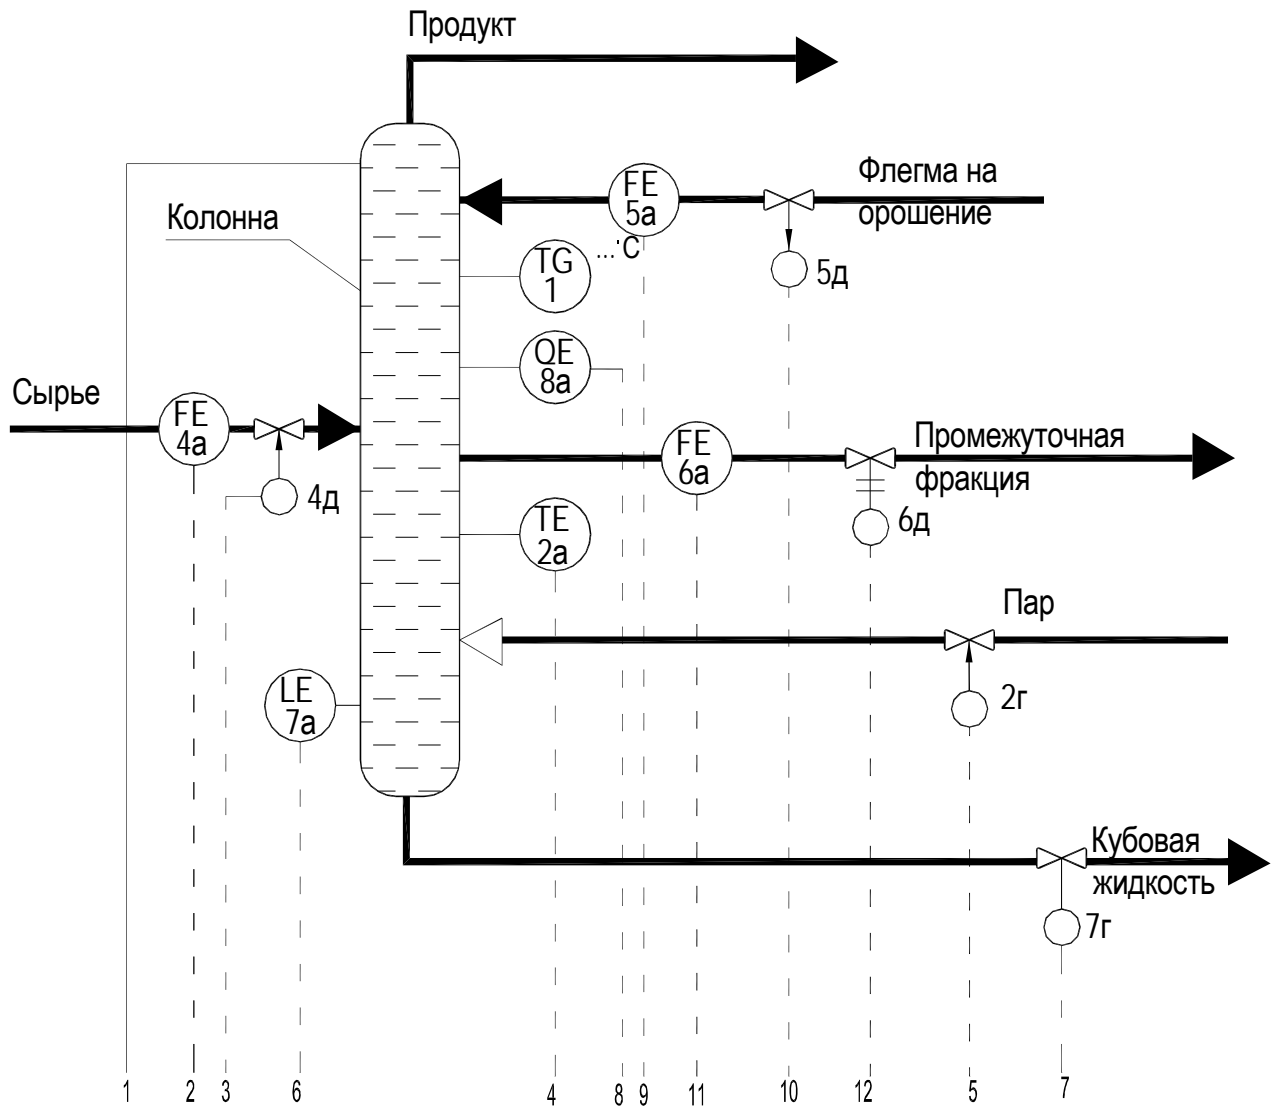 Продукт
Флегма на
орошение
FE
5а
Колонна
...°C
TG
1
5д
QE
8а
Сырье
FE
4а
FE
6а
Промежуточная
фракция
4д
TE
2а
6д
Пар
LE
7а
2г
Кубовая
жидкость
7г
1 2 3 6 4 8 9 11 10 12 5 7